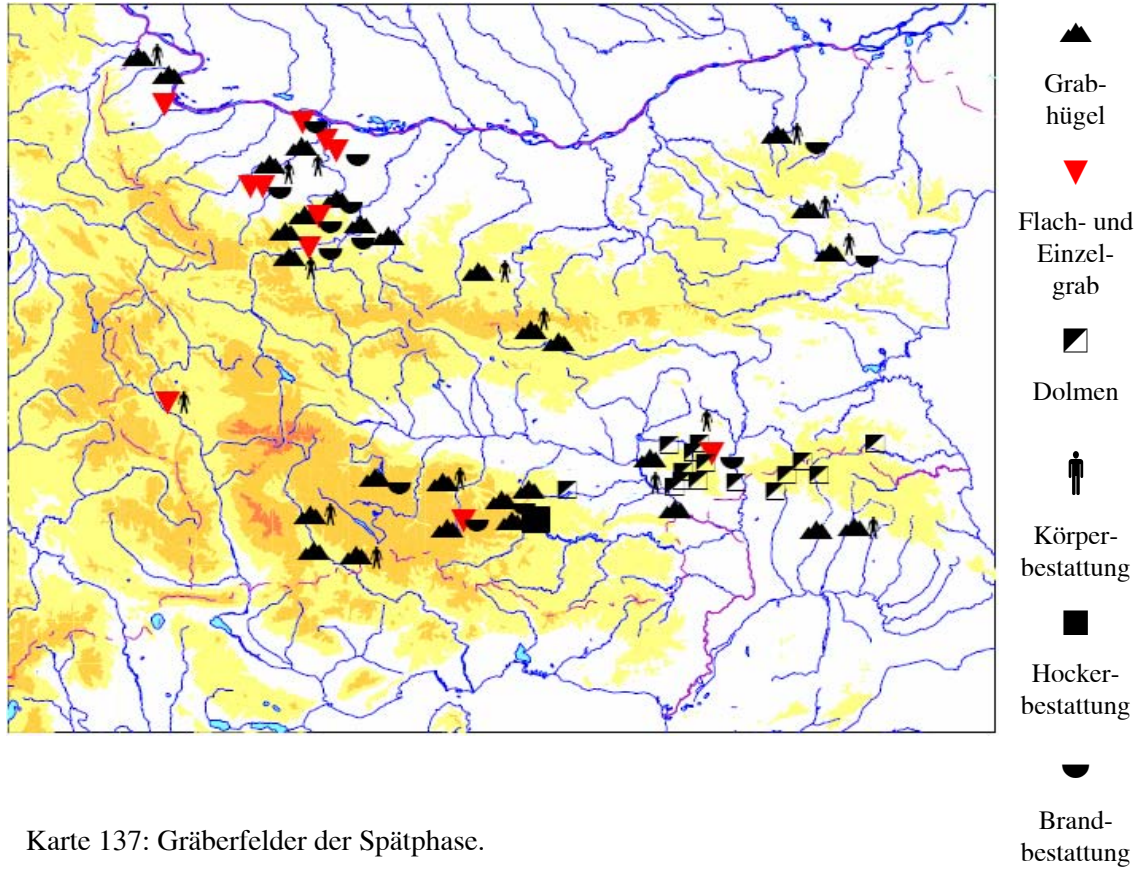 Grab-
hügel
Flach- und
Einzel-
grab
Dolmen
Körper-
bestattung
Hocker-
bestattung
Brand-
bestattung
Karte 137: Gräberfelder der Spätphase.